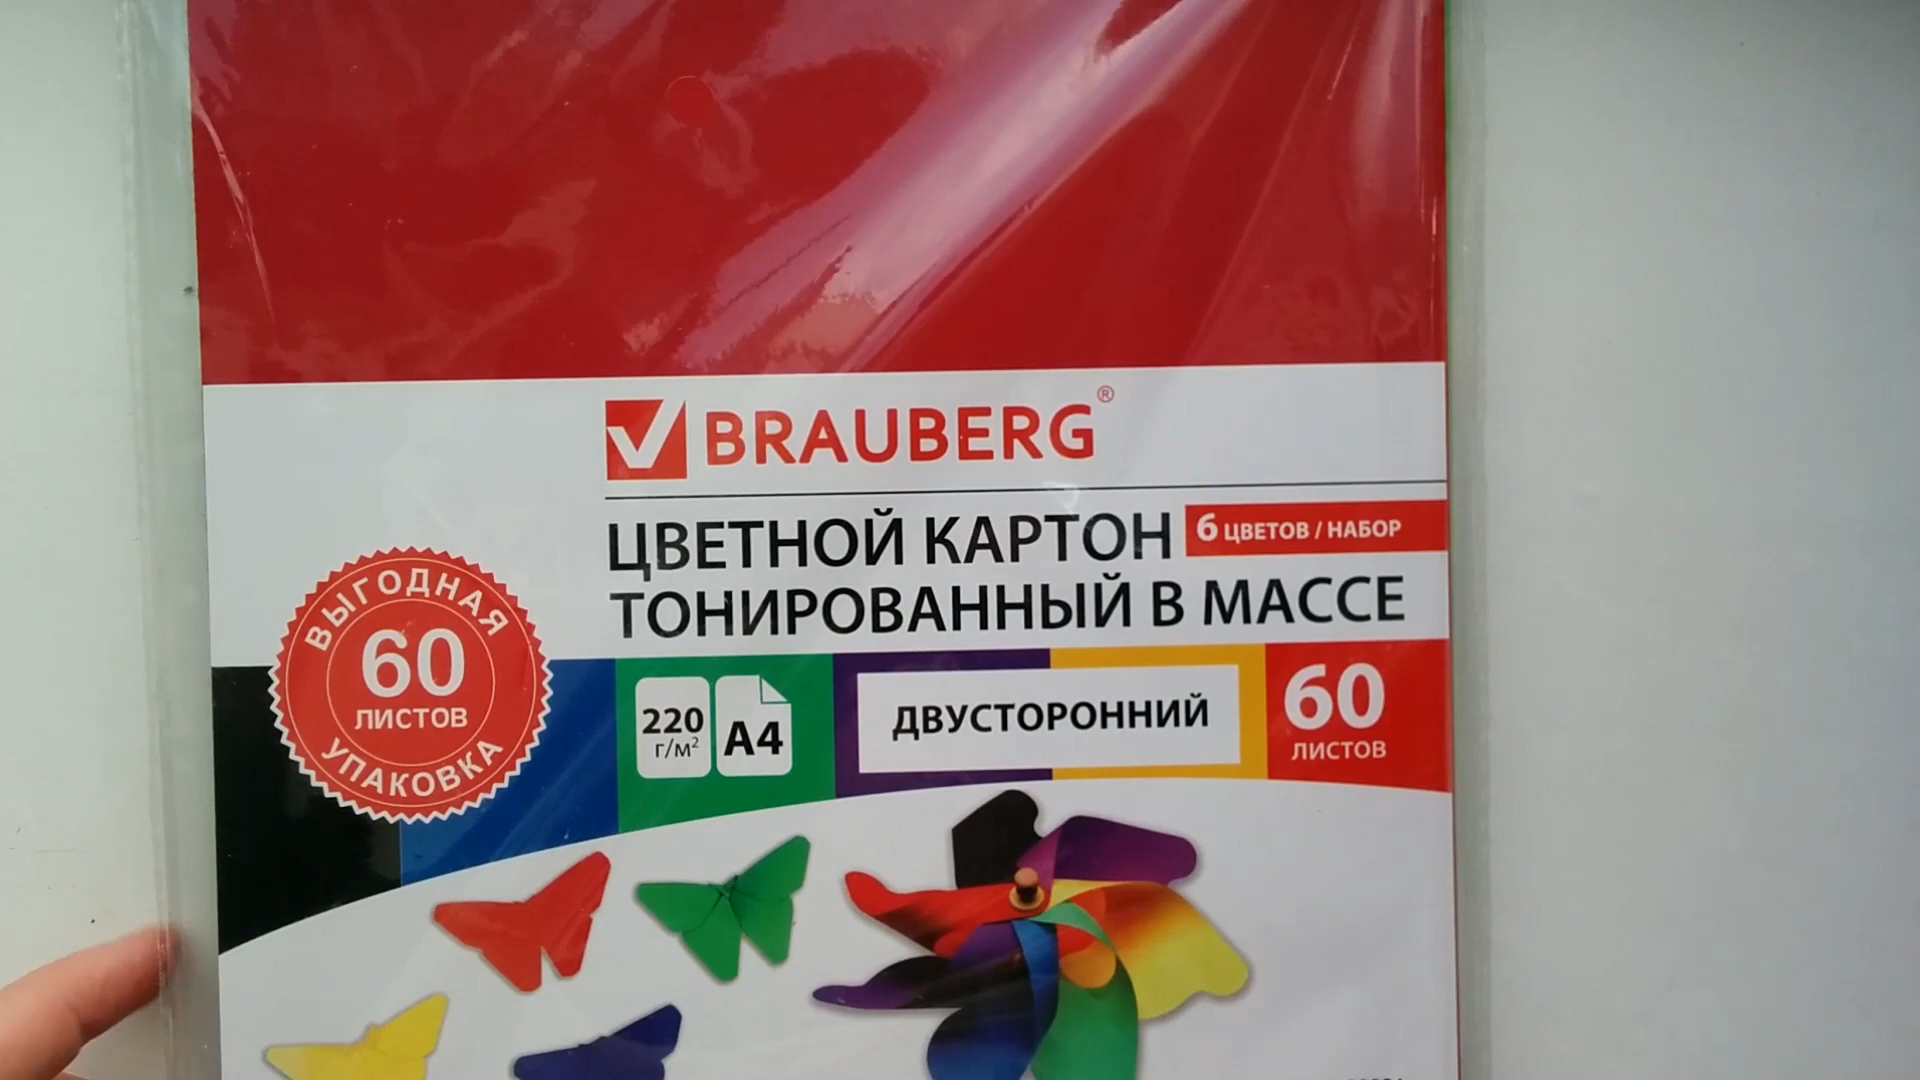 BRAUBERG®
ЦВЕТНОЙ КАРТОН
6 ЦВЕТОВ / НАБОР
ТОНИРОВАННЫЙ В МАССЕ
ВЫГОДНАЯ
60
ЛИСТОВ
УПАКОВКА
220
г/м²
А4
ДВУСТОРОННИЙ
60
ЛИСТОВ